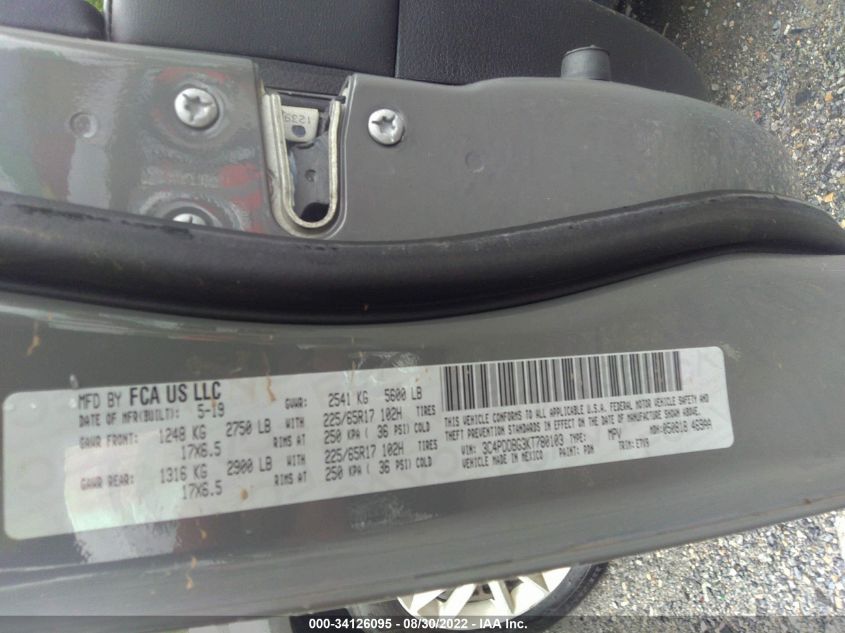 1239
MFD BY FCA US LLC
DATE OF MFR(BUILT): 5-19 GVWR: 2541 KG 5600 LB
GAWR FRONT: 1248 KG 2750 LB WITH 225/65R17 102H TIRES
17X6.5 RIMS AT 250 KPA ( 36 PSI) COLD
GAWR REAR: 1316 KG 2900 LB WITH 225/65R17 102H TIRES
17X6.5 RIMS AT 250 KPA ( 36 PSI) COLD
THIS VEHICLE CONFORMS TO ALL APPLICABLE U.S.A. FEDERAL MOTOR VEHICLE SAFETY AND
THEFT PREVENTION STANDARDS IN EFFECT ON THE DATE OF MANUFACTURE SHOWN ABOVE.
VIN: 3C4PDDBG3KT780103 TYPE: MPV MDH: 050618 469AA
VEHICLE MADE IN MEXICO PAINT: PDN TRIM:
000-34126095 - 08/30/2022 - IAA Inc.